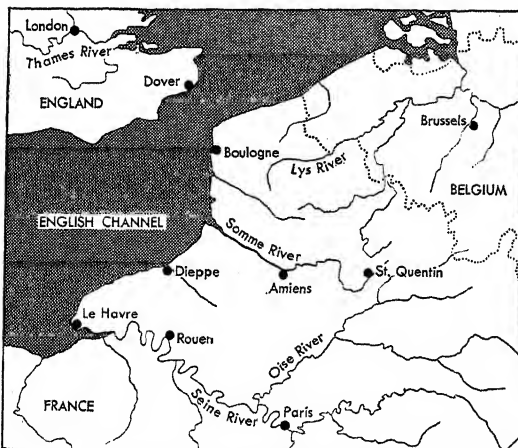 London
Thames River
Dover
ENGLAND
Brussels
Boulogne
Lys River
BELGIUM
ENGLISH CHANNEL
Somme River
Dieppe
Amiens
St. Quentin
Le Havre
Rouen
Oise River
Seine River
FRANCE
Paris